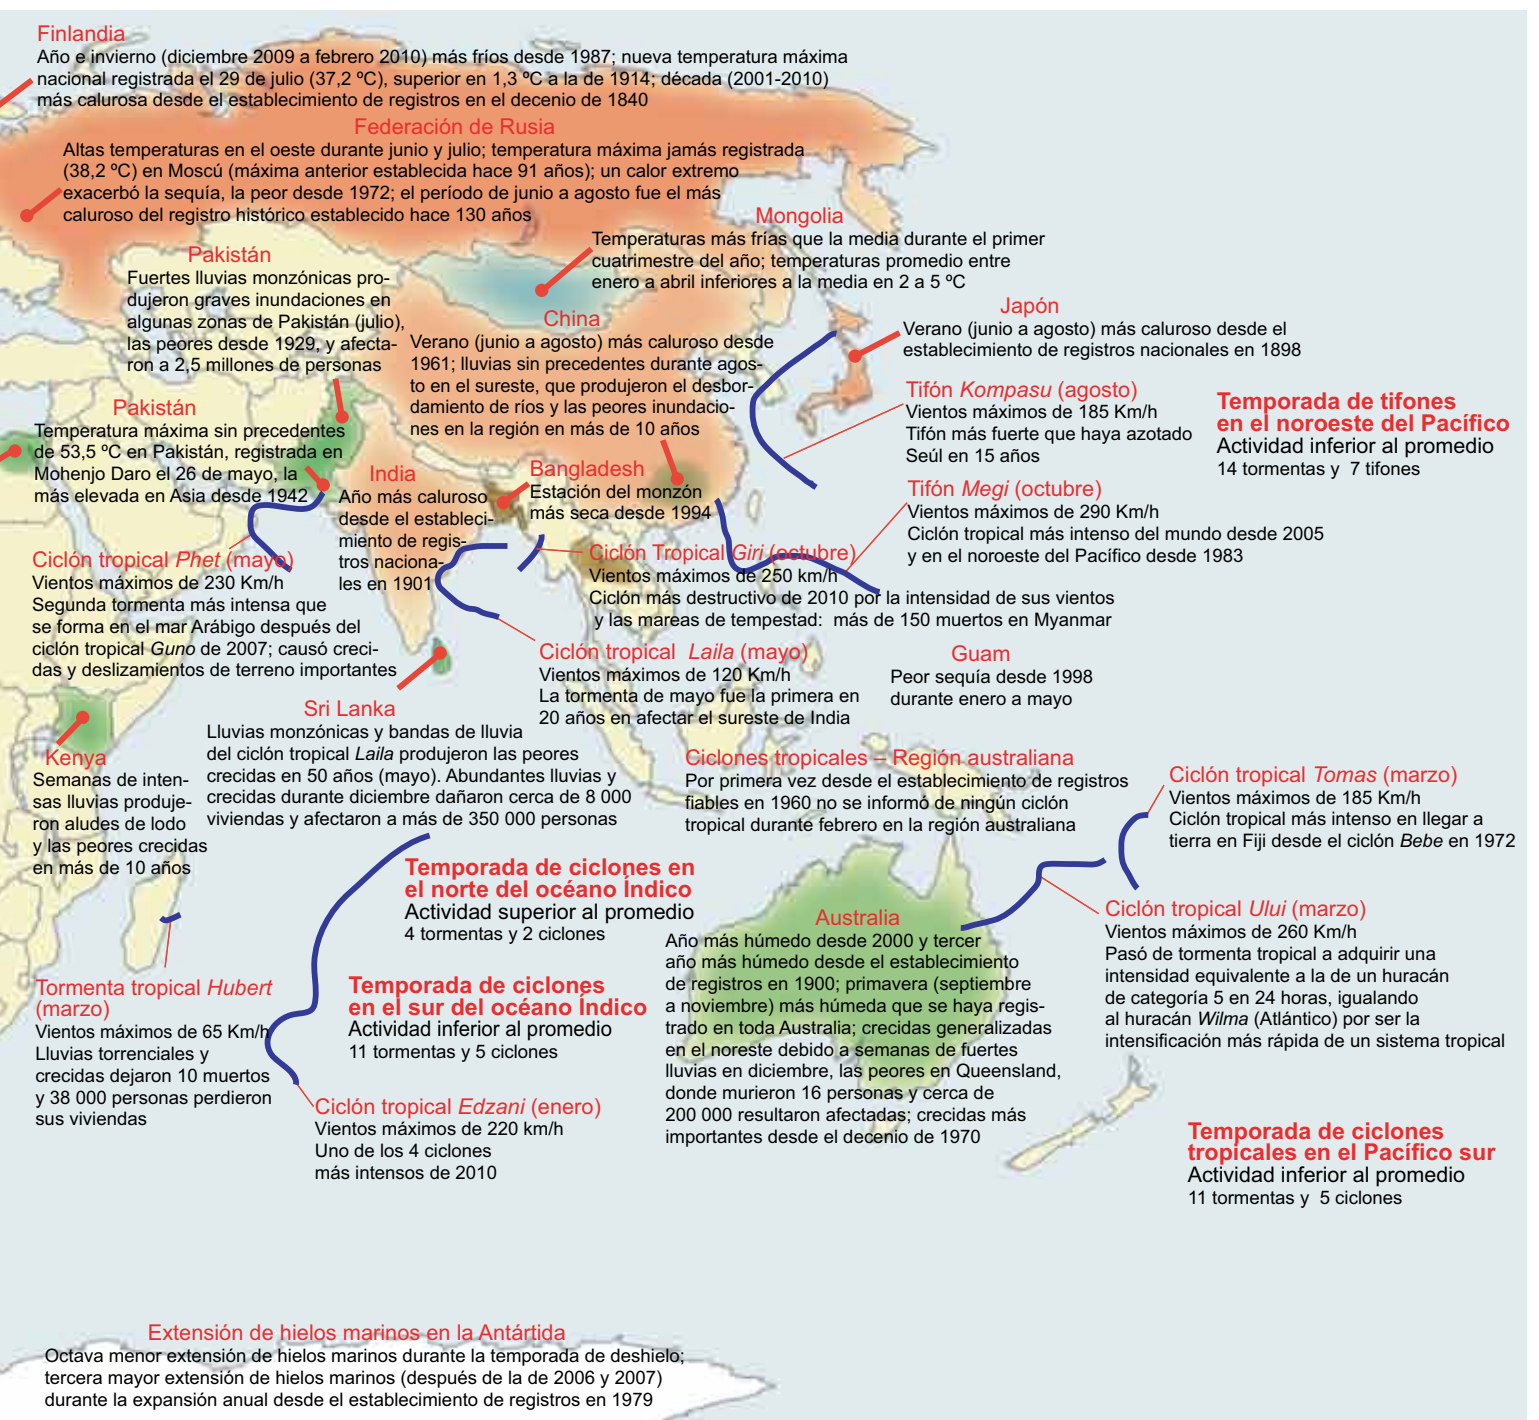 Finlandia
Año e invierno (diciembre 2009 a febrero 2010) más fríos desde 1987; nueva temperatura máxima
nacional registrada el 29 de julio (37,2 ºC), superior en 1,3 ºC a la de 1914; década (2001-2010)
más calurosa desde el establecimiento de registros en el decenio de 1840
Federación de Rusia
Altas temperaturas en el oeste durante junio y julio; temperatura máxima jamás registrada
(38,2 ºC) en Moscú (máxima anterior establecida hace 91 años); un calor extremo
exacerbó la sequía, la peor desde 1972; el período de junio a agosto fue el más
caluroso del registro histórico establecido hace 130 años
Mongolia
Temperaturas más frías que la media durante el primer
cuatrimestre del año; temperaturas promedio entre
enero a abril inferiores a la media en 2 a 5 ºC
Pakistán
Fuertes lluvias monzónicas pro-
dujeron graves inundaciones en
algunas zonas de Pakistán (julio),
las peores desde 1929, y afecta-
ron a 2,5 millones de personas
China
Verano (junio a agosto) más caluroso desde
1961; lluvias sin precedentes durante agos-
to en el sureste, que produjeron el desbor-
damiento de ríos y las peores inundacio-
nes en la región en más de 10 años
Japón
Verano (junio a agosto) más caluroso desde el
establecimiento de registros nacionales en 1898
Tifón Kompasu (agosto)
Vientos máximos de 185 Km/h
Tifón más fuerte que haya azotado
Seúl en 15 años
Temporada de tifones
en el noroeste del Pacífico
Actividad inferior al promedio
14 tormentas y 7 tifones
Pakistán
Temperatura máxima sin precedentes
de 53,5 ºC en Pakistán, registrada en
Mohenjo Daro el 26 de mayo, la
más elevada en Asia desde 1942
India
Año más caluroso
desde el estableci-
miento de regis-
tros naciona-
les en 1901
Bangladesh
Estación del monzón
más seca desde 1994
Tifón Megi (octubre)
Vientos máximos de 290 Km/h
Ciclón tropical más intenso del mundo desde 2005
y en el noroeste del Pacífico desde 1983
Ciclón tropical Phet (mayo)
Vientos máximos de 230 Km/h
Segunda tormenta más intensa que
se forma en el mar Arábigo después del
ciclón tropical Guno de 2007; causó creci-
das y deslizamientos de terreno importantes
Ciclón Tropical Giri (octubre)
Vientos máximos de 250 km/h
Ciclón más destructivo de 2010 por la intensidad de sus vientos
y las mareas de tempestad: más de 150 muertos en Myanmar
Ciclón tropical Laila (mayo)
Vientos máximos de 120 Km/h
La tormenta de mayo fue la primera en
20 años en afectar el sureste de India
Guam
Peor sequía desde 1998
durante enero a mayo
Sri Lanka
Lluvias monzónicas y bandas de lluvia
del ciclón tropical Laila produjeron las peores
crecidas en 50 años (mayo). Abundantes lluvias y
crecidas durante diciembre dañaron cerca de 8 000
viviendas y afectaron a más de 350 000 personas
Kenya
Semanas de inten-
sas lluvias produje-
ron aludes de lodo
y las peores crecidas
en más de 10 años
Ciclones tropicales – Región australiana
Por primera vez desde el establecimiento de registros
fiables en 1960 no se informó de ningún ciclón
tropical durante febrero en la región australiana
Ciclón tropical Tomas (marzo)
Vientos máximos de 185 Km/h
Ciclón tropical más intenso en llegar a
tierra en Fiji desde el ciclón Bebe en 1972
Temporada de ciclones en
el norte del océano Índico
Actividad superior al promedio
4 tormentas y 2 ciclones
Australia
Año más húmedo desde 2000 y tercer
año más húmedo desde el establecimiento
de registros en 1900; primavera (septiembre
a noviembre) más húmeda que se haya regis-
trado en toda Australia; crecidas generalizadas
en el noreste debido a semanas de fuertes
lluvias en diciembre, las peores en Queensland,
donde murieron 16 personas y cerca de
200 000 resultaron afectadas; crecidas más
importantes desde el decenio de 1970
Ciclón tropical Ului (marzo)
Vientos máximos de 260 Km/h
Pasó de tormenta tropical a adquirir una
intensidad equivalente a la de un huracán
de categoría 5 en 24 horas, igualando
al huracán Wilma (Atlántico) por ser la
intensificación más rápida de un sistema tropical
Tormenta tropical Hubert
(marzo)
Vientos máximos de 65 Km/h
Lluvias torrenciales y
crecidas dejaron 10 muertos
y 38 000 personas perdieron
sus viviendas
Temporada de ciclones
en el sur del océano Índico
Actividad inferior al promedio
11 tormentas y 5 ciclones
Ciclón tropical Edzani (enero)
Vientos máximos de 220 km/h
Uno de los 4 ciclones
más intensos de 2010
Temporada de ciclones
tropicales en el Pacífico sur
Actividad inferior al promedio
11 tormentas y 5 ciclones
Extensión de hielos marinos en la Antártida
Octava menor extensión de hielos marinos durante la temporada de deshielo;
tercera mayor extensión de hielos marinos (después de la de 2006 y 2007)
durante la expansión anual desde el establecimiento de registros en 1979